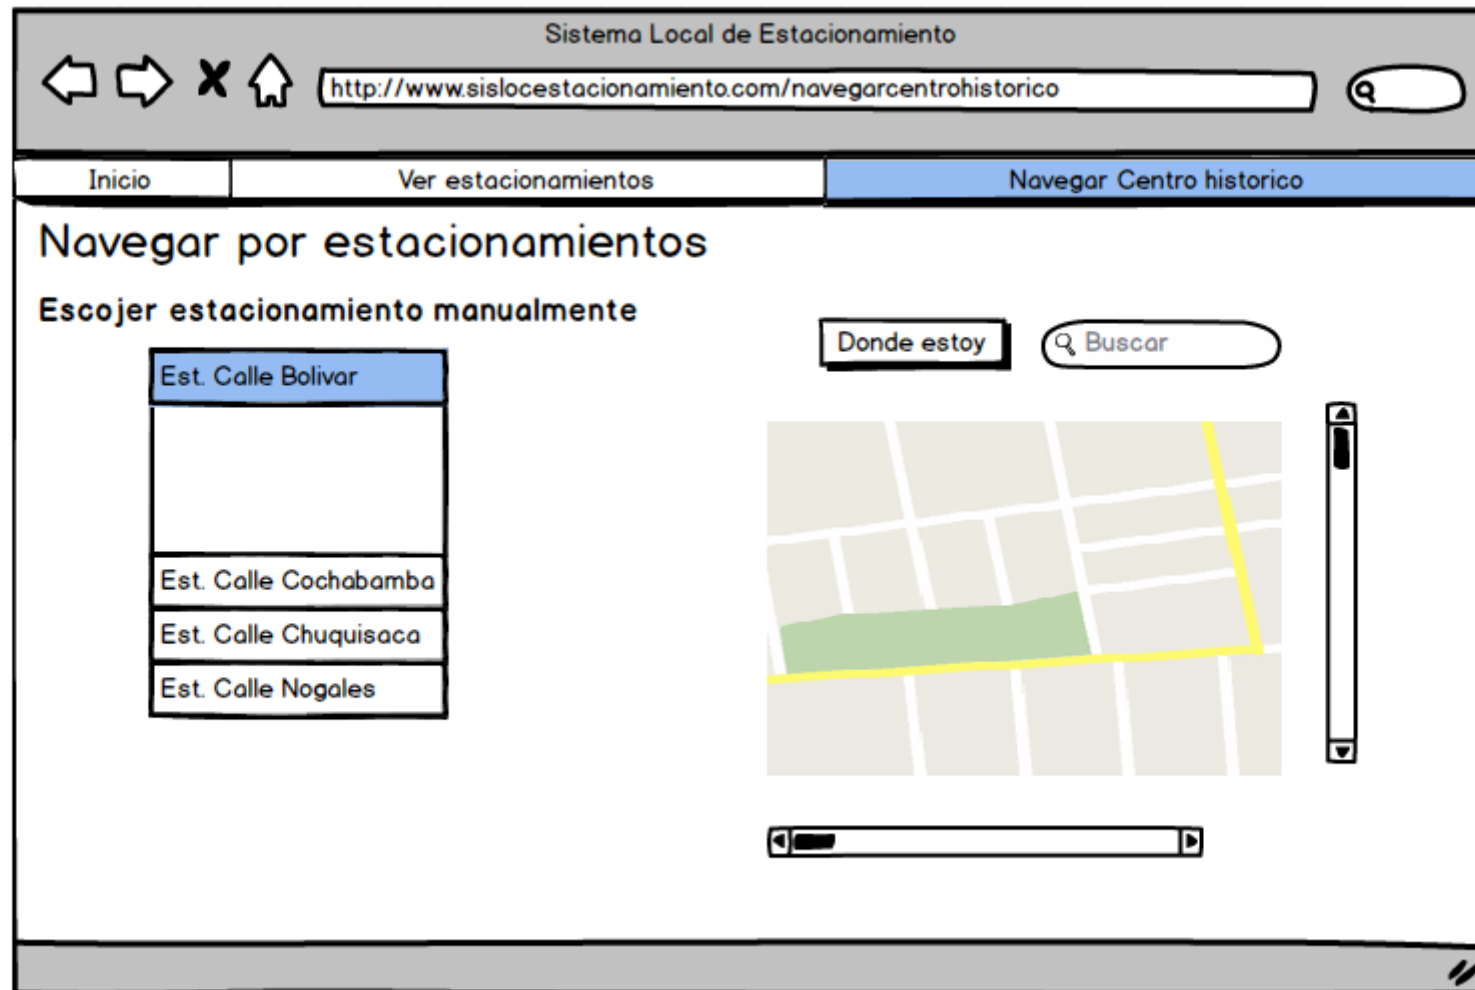 Sistema Local de Estacionamiento
http://www.sislocestacionamiento.com/navegarcentrohistorico
Inicio
Ver estacionamientos
Navegar Centro historico
Navegar por estacionamientos
Escojer estacionamiento manualmente
Donde estoy
Buscar
Est. Calle Bolivar
Est. Calle Cochabamba
Est. Calle Chuquisaca
Est. Calle Nogales